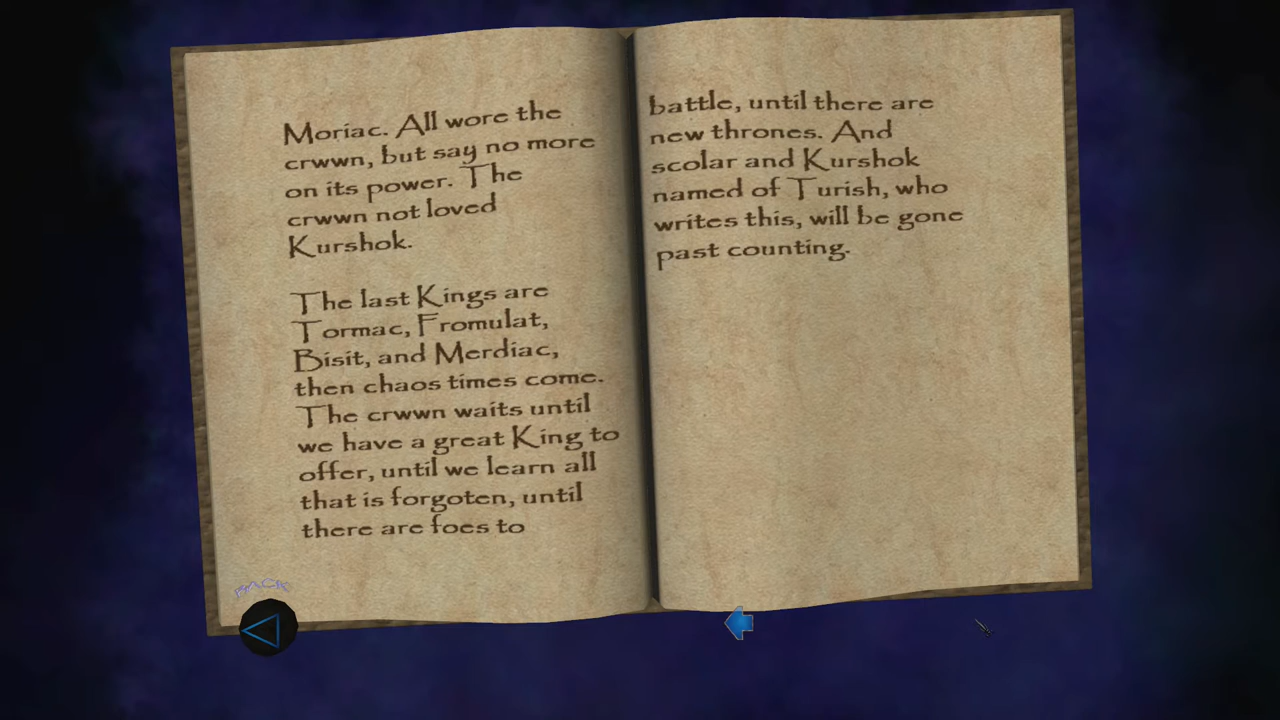 Moriac. All wore the
crwwn, but say no more
on its power. The
crwwn not loved
Kurshok.
The last Kings are
Tormac, Fromulat,
Bisit, and Merdiac,
then chaos times come.
The crwwn waits until
we have a great King to
offer, until we learn all
that is forgoten, until
there are foes to
BACK
battle, until there are
new thrones. And
scolar and Kurshok
named of Turish, who
writes this, will be gone
past counting.